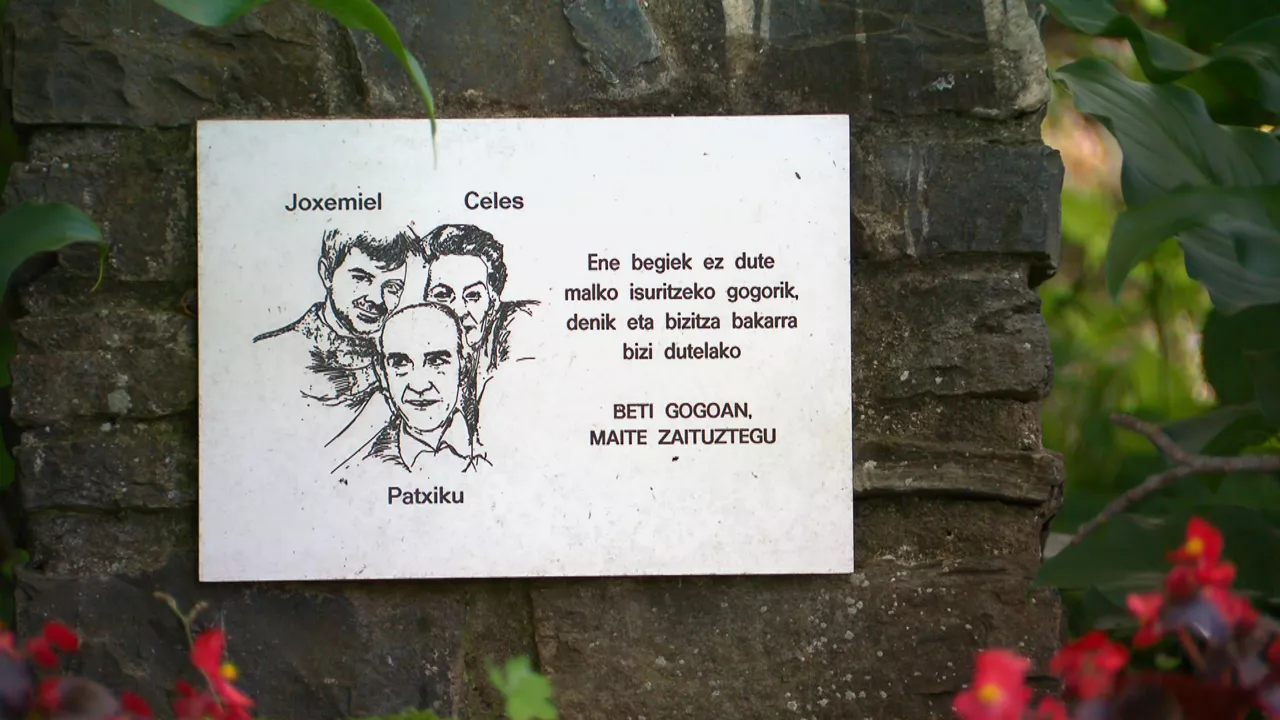 Joxemiel Celes
Ene begiek ez dute
malko isuritzeko gogorik,
denik eta bizitza bakarra
bizi dutelako
BETI GOGOAN,
MAITE ZAITUZTEGU
Patxiku